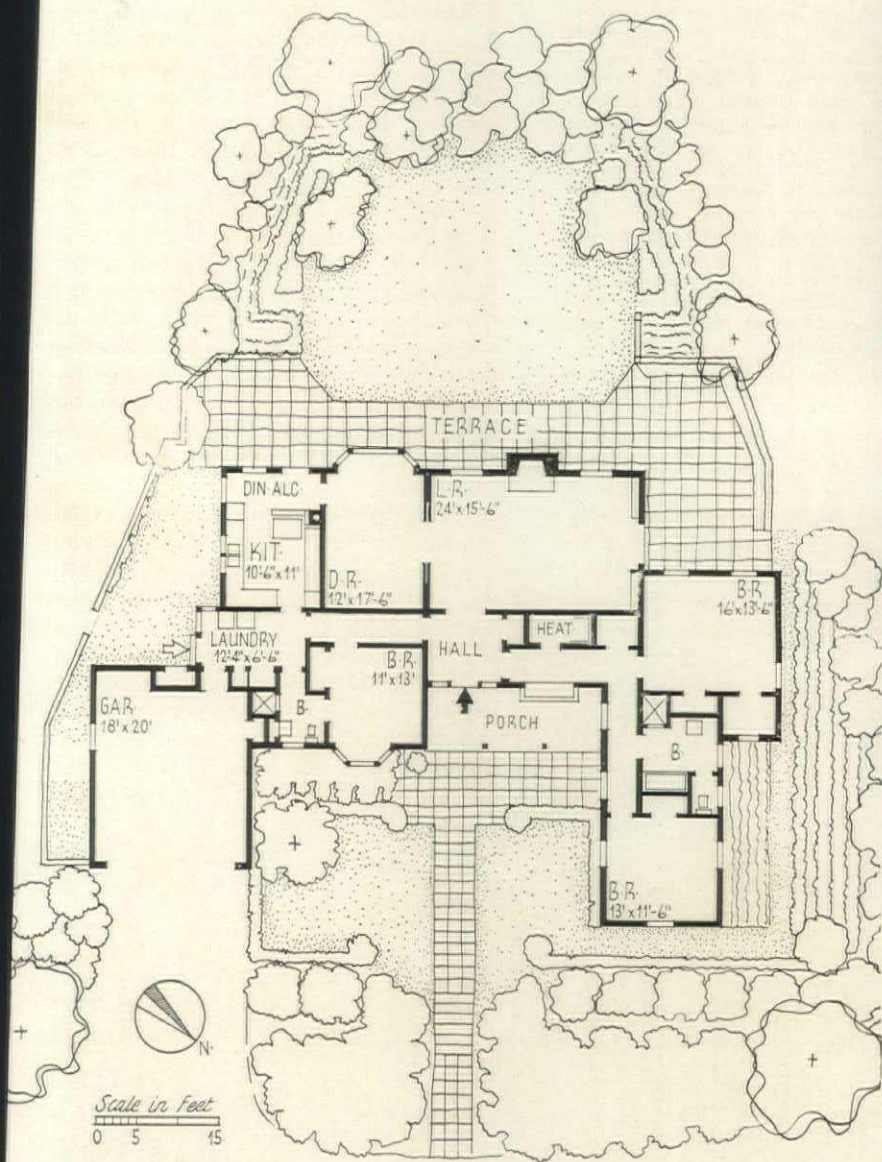 TERRACE
DIN. ALC.
L.R.
24'x15'-6"
KIT.
10'-6"x11'
D.R.
12'x17'-6"
B.R.
16'x13'-6"
HEAT.
LAUNDRY
12'-4"x6'-6"
HALL
B.R.
11'x13'
GAR.
18'x20'
B.
PORCH
B.
B.R.
13'x11'-6"
N.
Scale in Feet
0 5 15